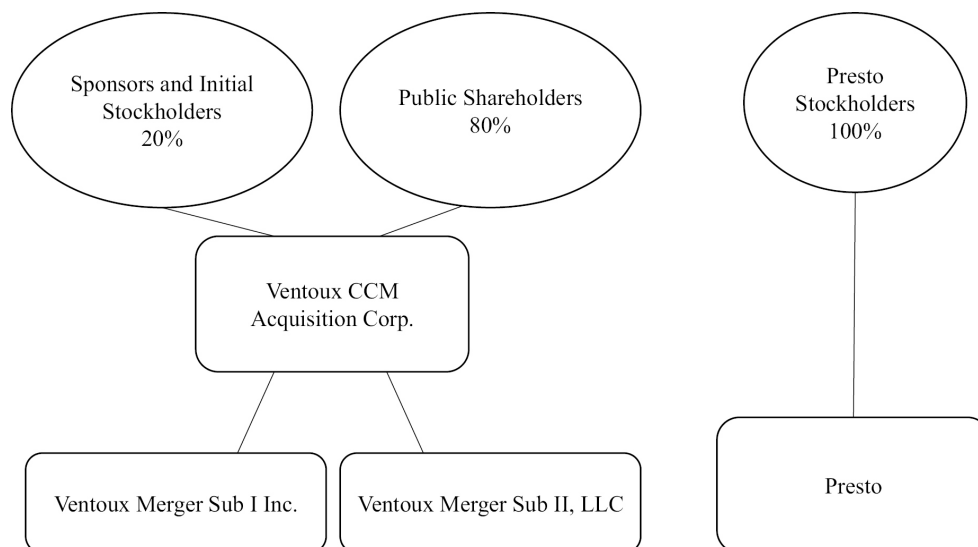 Sponsors and Initial
Stockholders
20%
Public Shareholders
80%
Presto
Stockholders
100%
Ventoux CCM
Acquisition Corp.
Ventoux Merger Sub I Inc.
Ventoux Merger Sub II, LLC
Presto